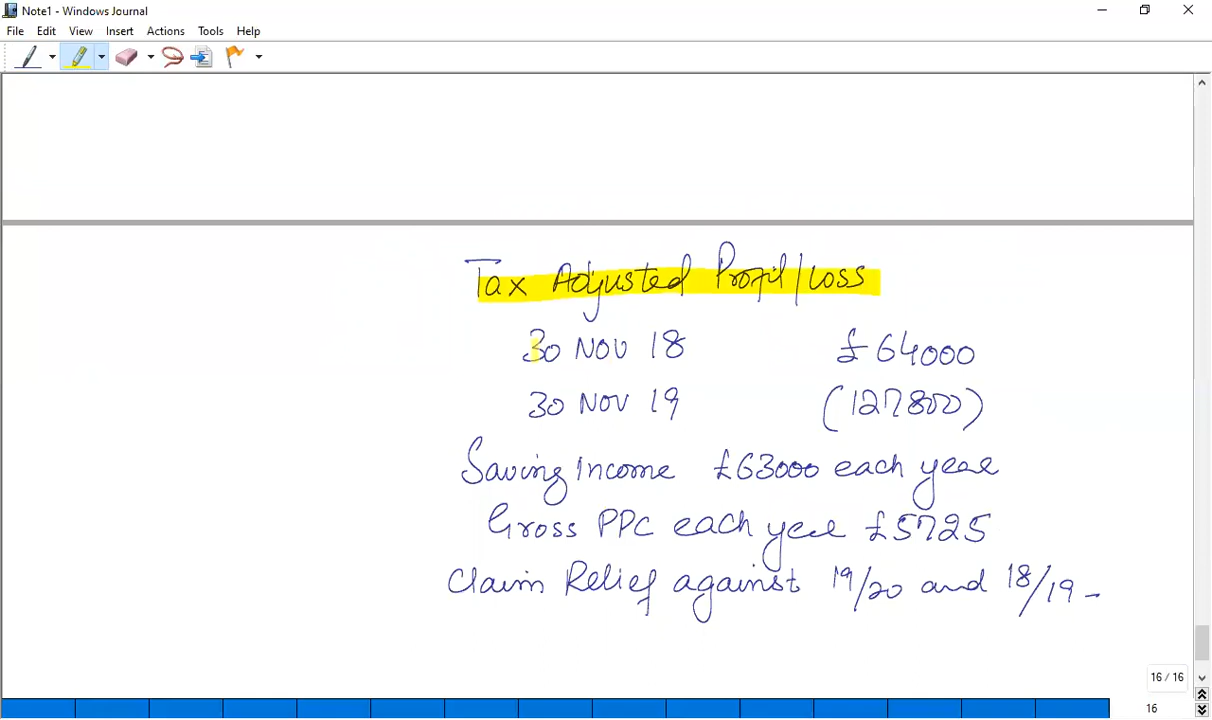 Note1 - Windows Journal
File Edit View Insert Actions Tools Help
Tax Adjusted Profit/Loss
30 NOV 18 £64000
30 NOV 19 (127800)
Saving Income £63000 each year
Gross PPC each year £5725
Claim Relief against 19/20 and 18/19 -
16 / 16
16